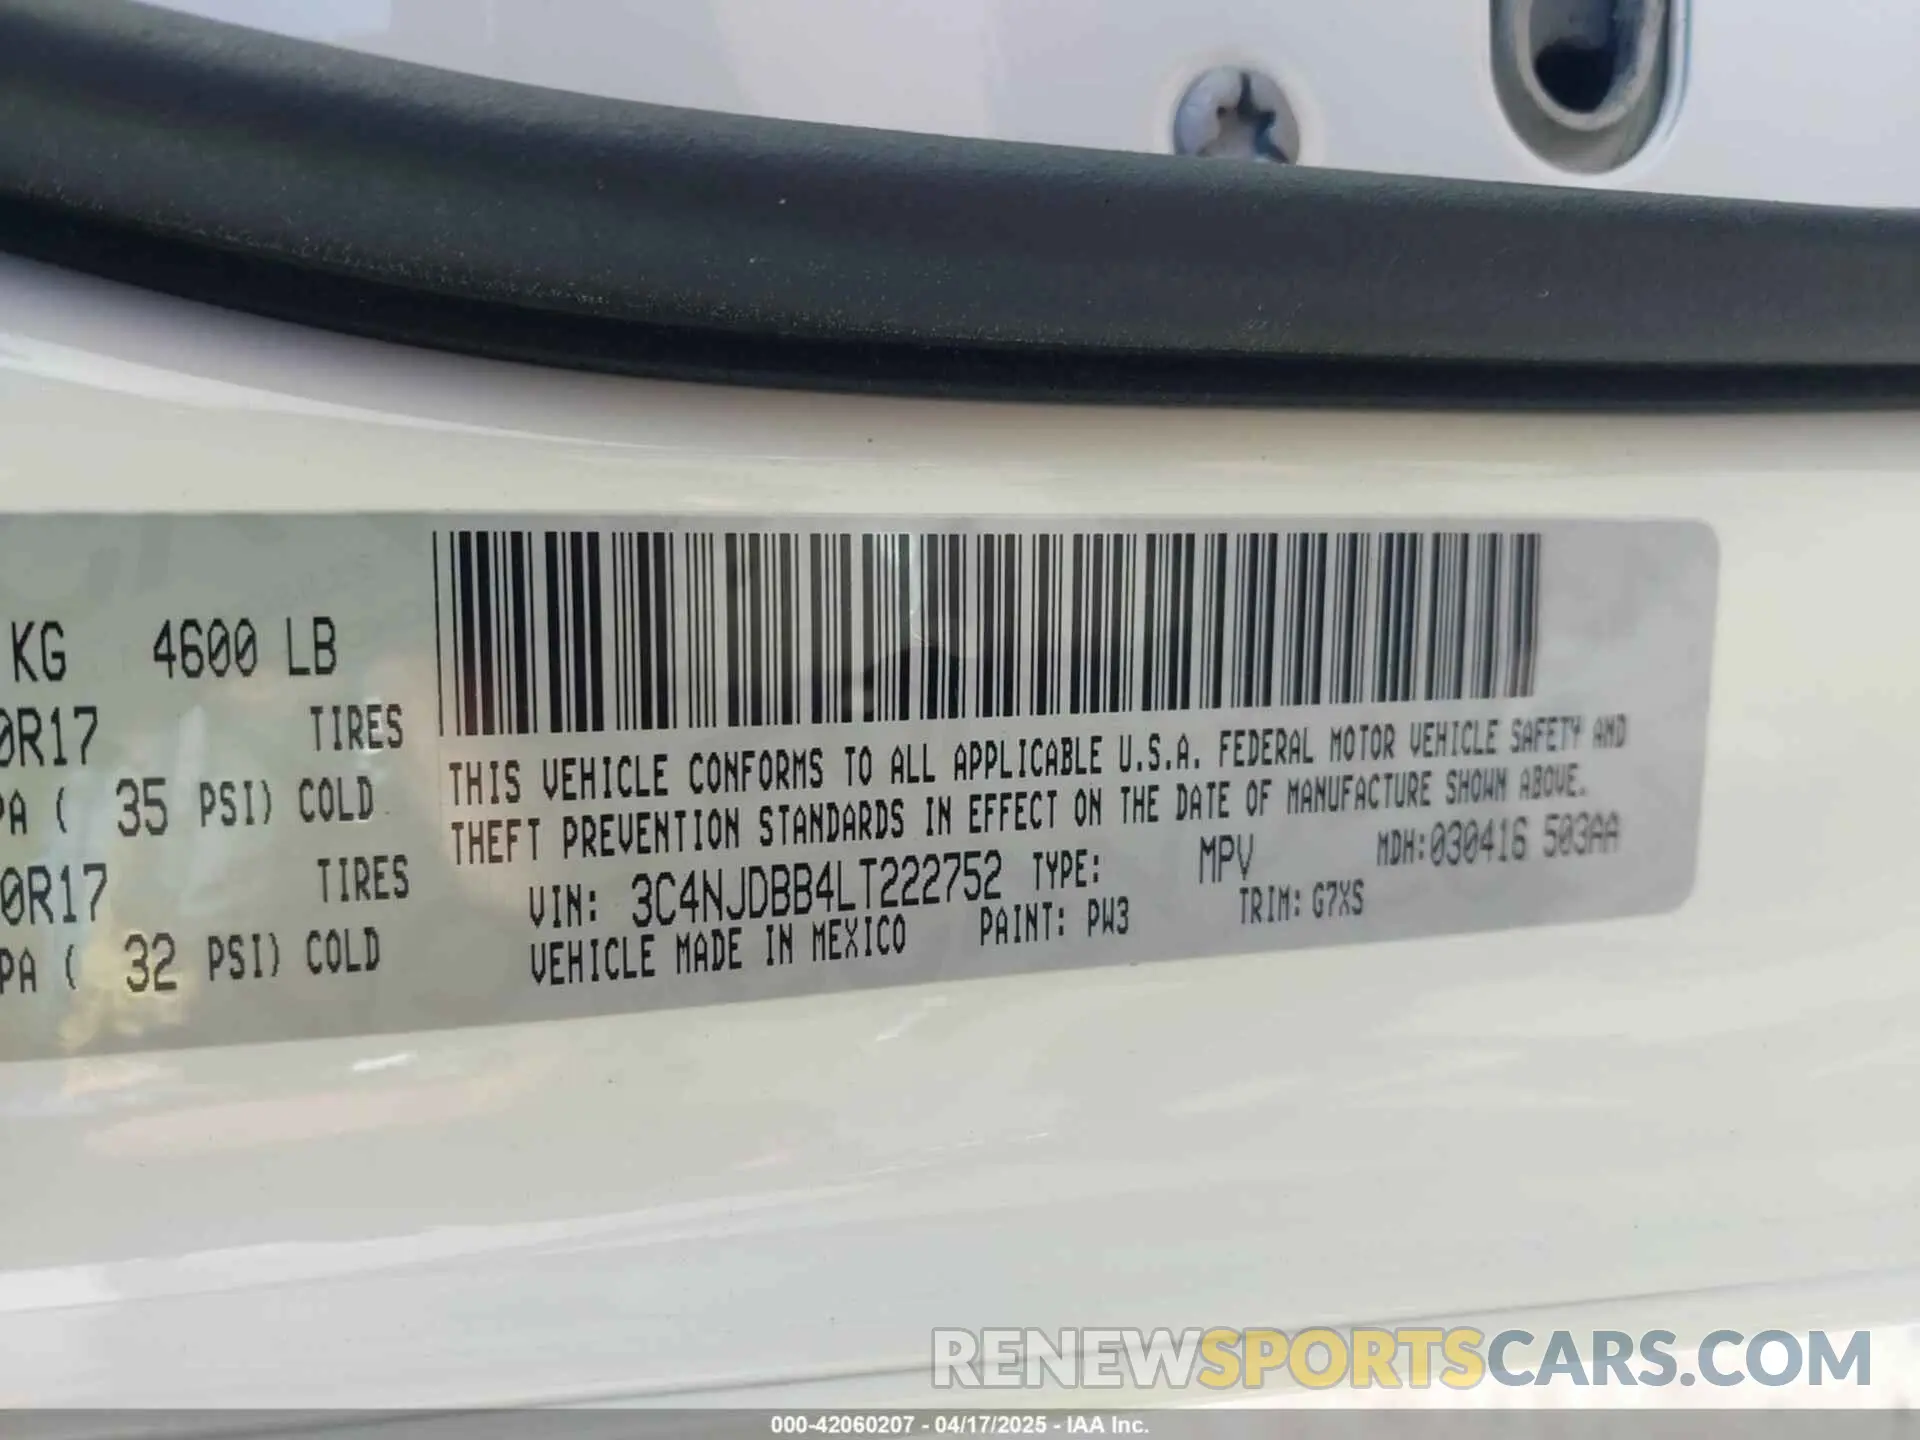 KG 4600 LB
0R17 TIRES
PA ( 35 PSI) COLD
0R17 TIRES
PA ( 32 PSI) COLD
THIS VEHICLE CONFORMS TO ALL APPLICABLE U.S.A. FEDERAL MOTOR VEHICLE SAFETY AND
THEFT PREVENTION STANDARDS IN EFFECT ON THE DATE OF MANUFACTURE SHOWN ABOVE.
VIN: 3C4NJDBB4LT222752 TYPE: MPV MDH:030416 503AA
VEHICLE MADE IN MEXICO PAINT: PW3 TRIM: G7XS
RENEWSPORTSCARS.COM
000-42060207 - 04/17/2025 - IAA Inc.